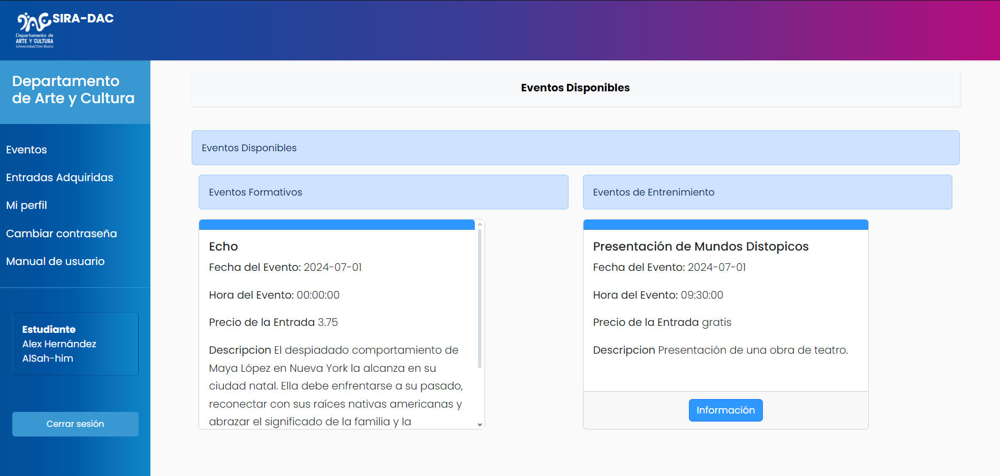 SIRA-DAC
Departamento de
ARTE Y CULTURA
Universidad Don Bosco
Departamento
de Arte y Cultura
Eventos
Entradas Adquiridas
Mi perfil
Cambiar contraseña
Manual de usuario
Estudiante
Alex Hernández
AlSah-him
Cerrar sesión
Eventos Disponibles
Eventos Disponibles
Eventos Formativos
Echo
Fecha del Evento: 2024-07-01
Hora del Evento: 00:00:00
Precio de la Entrada 3.75
Descripcion El despiadado comportamiento de
Maya López en Nueva York la alcanza en su
ciudad natal. Ella debe enfrentarse a su pasado,
reconectar con sus raíces nativas americanas y
abrazar el significado de la familia y la
Eventos de Entrenimiento
Presentación de Mundos Distopicos
Fecha del Evento: 2024-07-01
Hora del Evento: 09:30:00
Precio de la Entrada gratis
Descripcion Presentación de una obra de teatro.
Información